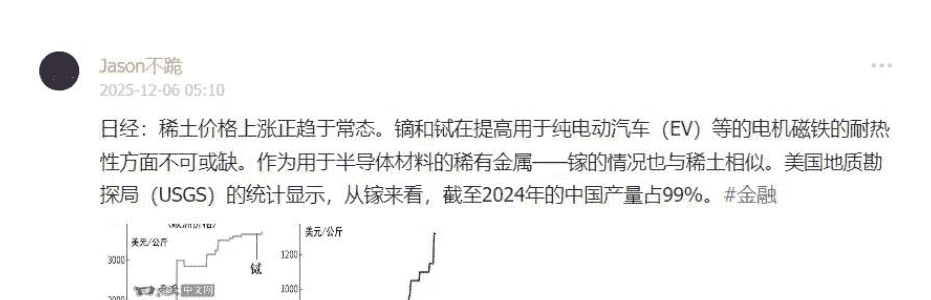 Jason不跪
2025-12-06 05:10
日经：稀土价格上涨正趋于常态。镝和铽在提高用于纯电动汽车（EV）等的电机磁铁的耐热
性方面不可或缺。作为用于半导体材料的稀有金属——镓的情况也与稀土相似。美国地质勘
探局（USGS）的统计显示，从镓来看，截至2024年的中国产量占99%。#金融
美元/公斤
3000
铽
中文网
美元/公斤
1200
1000